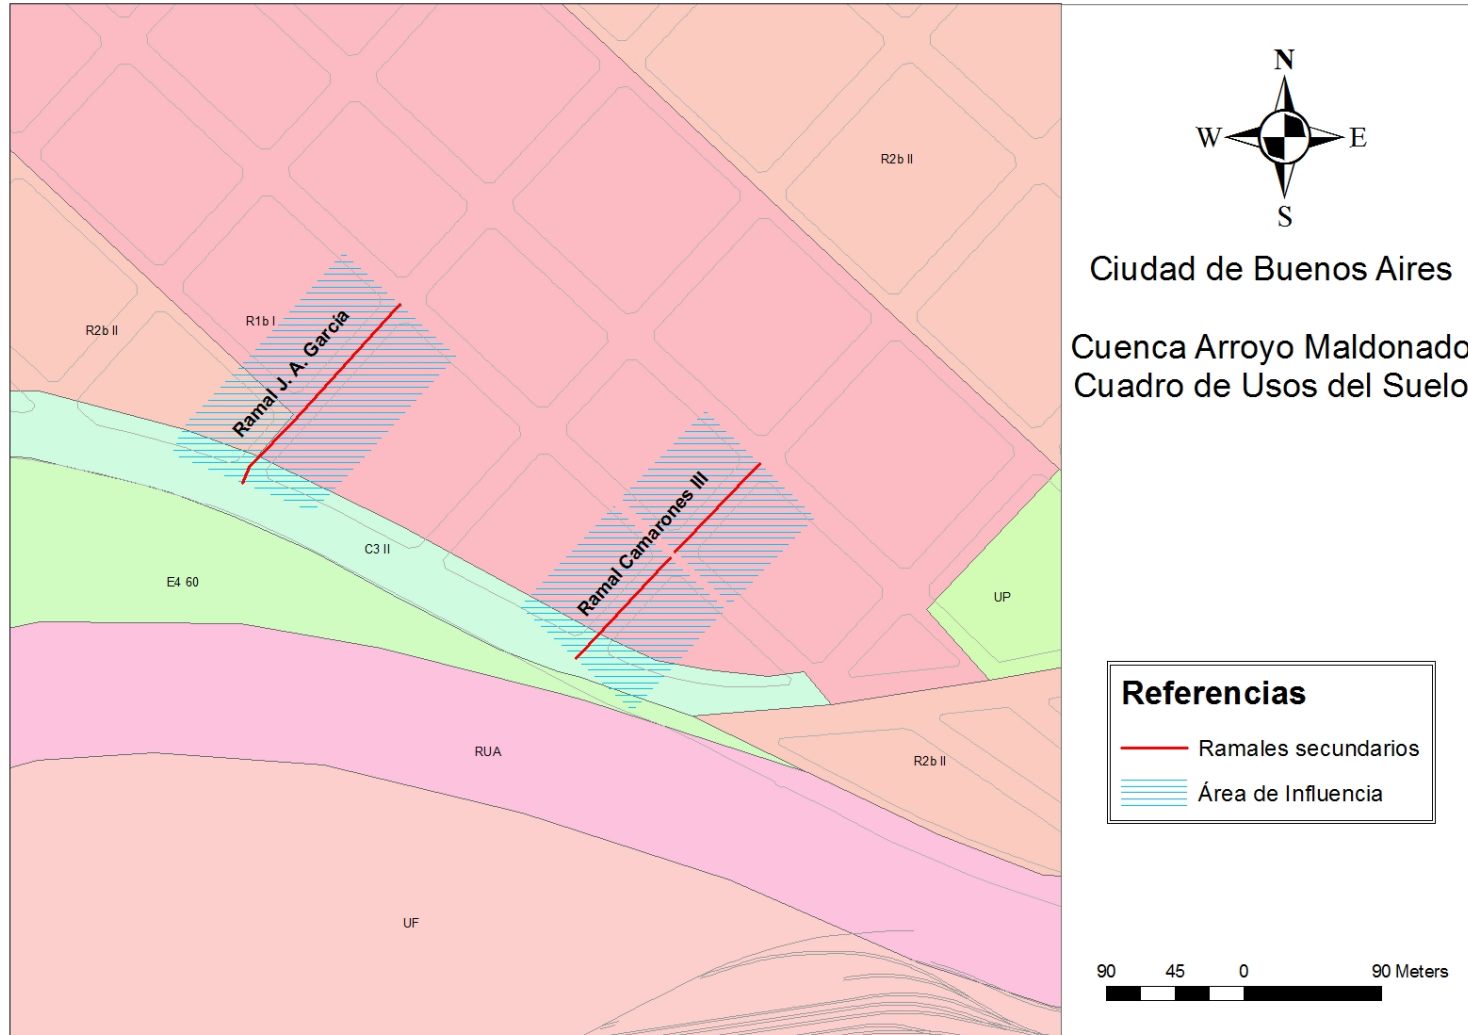 N
W
E
S
Ciudad de Buenos Aires
Cuenca Arroyo Maldonado
Cuadro de Usos del Suelo
R2b II
R1b I
R2b II
Ramal J. A. García
Ramal Camarones III
C3 II
E4 60
UP
RUA
R2b II
UF
Referencias
Ramales secundarios
Área de Influencia
90 45 0 90 Meters